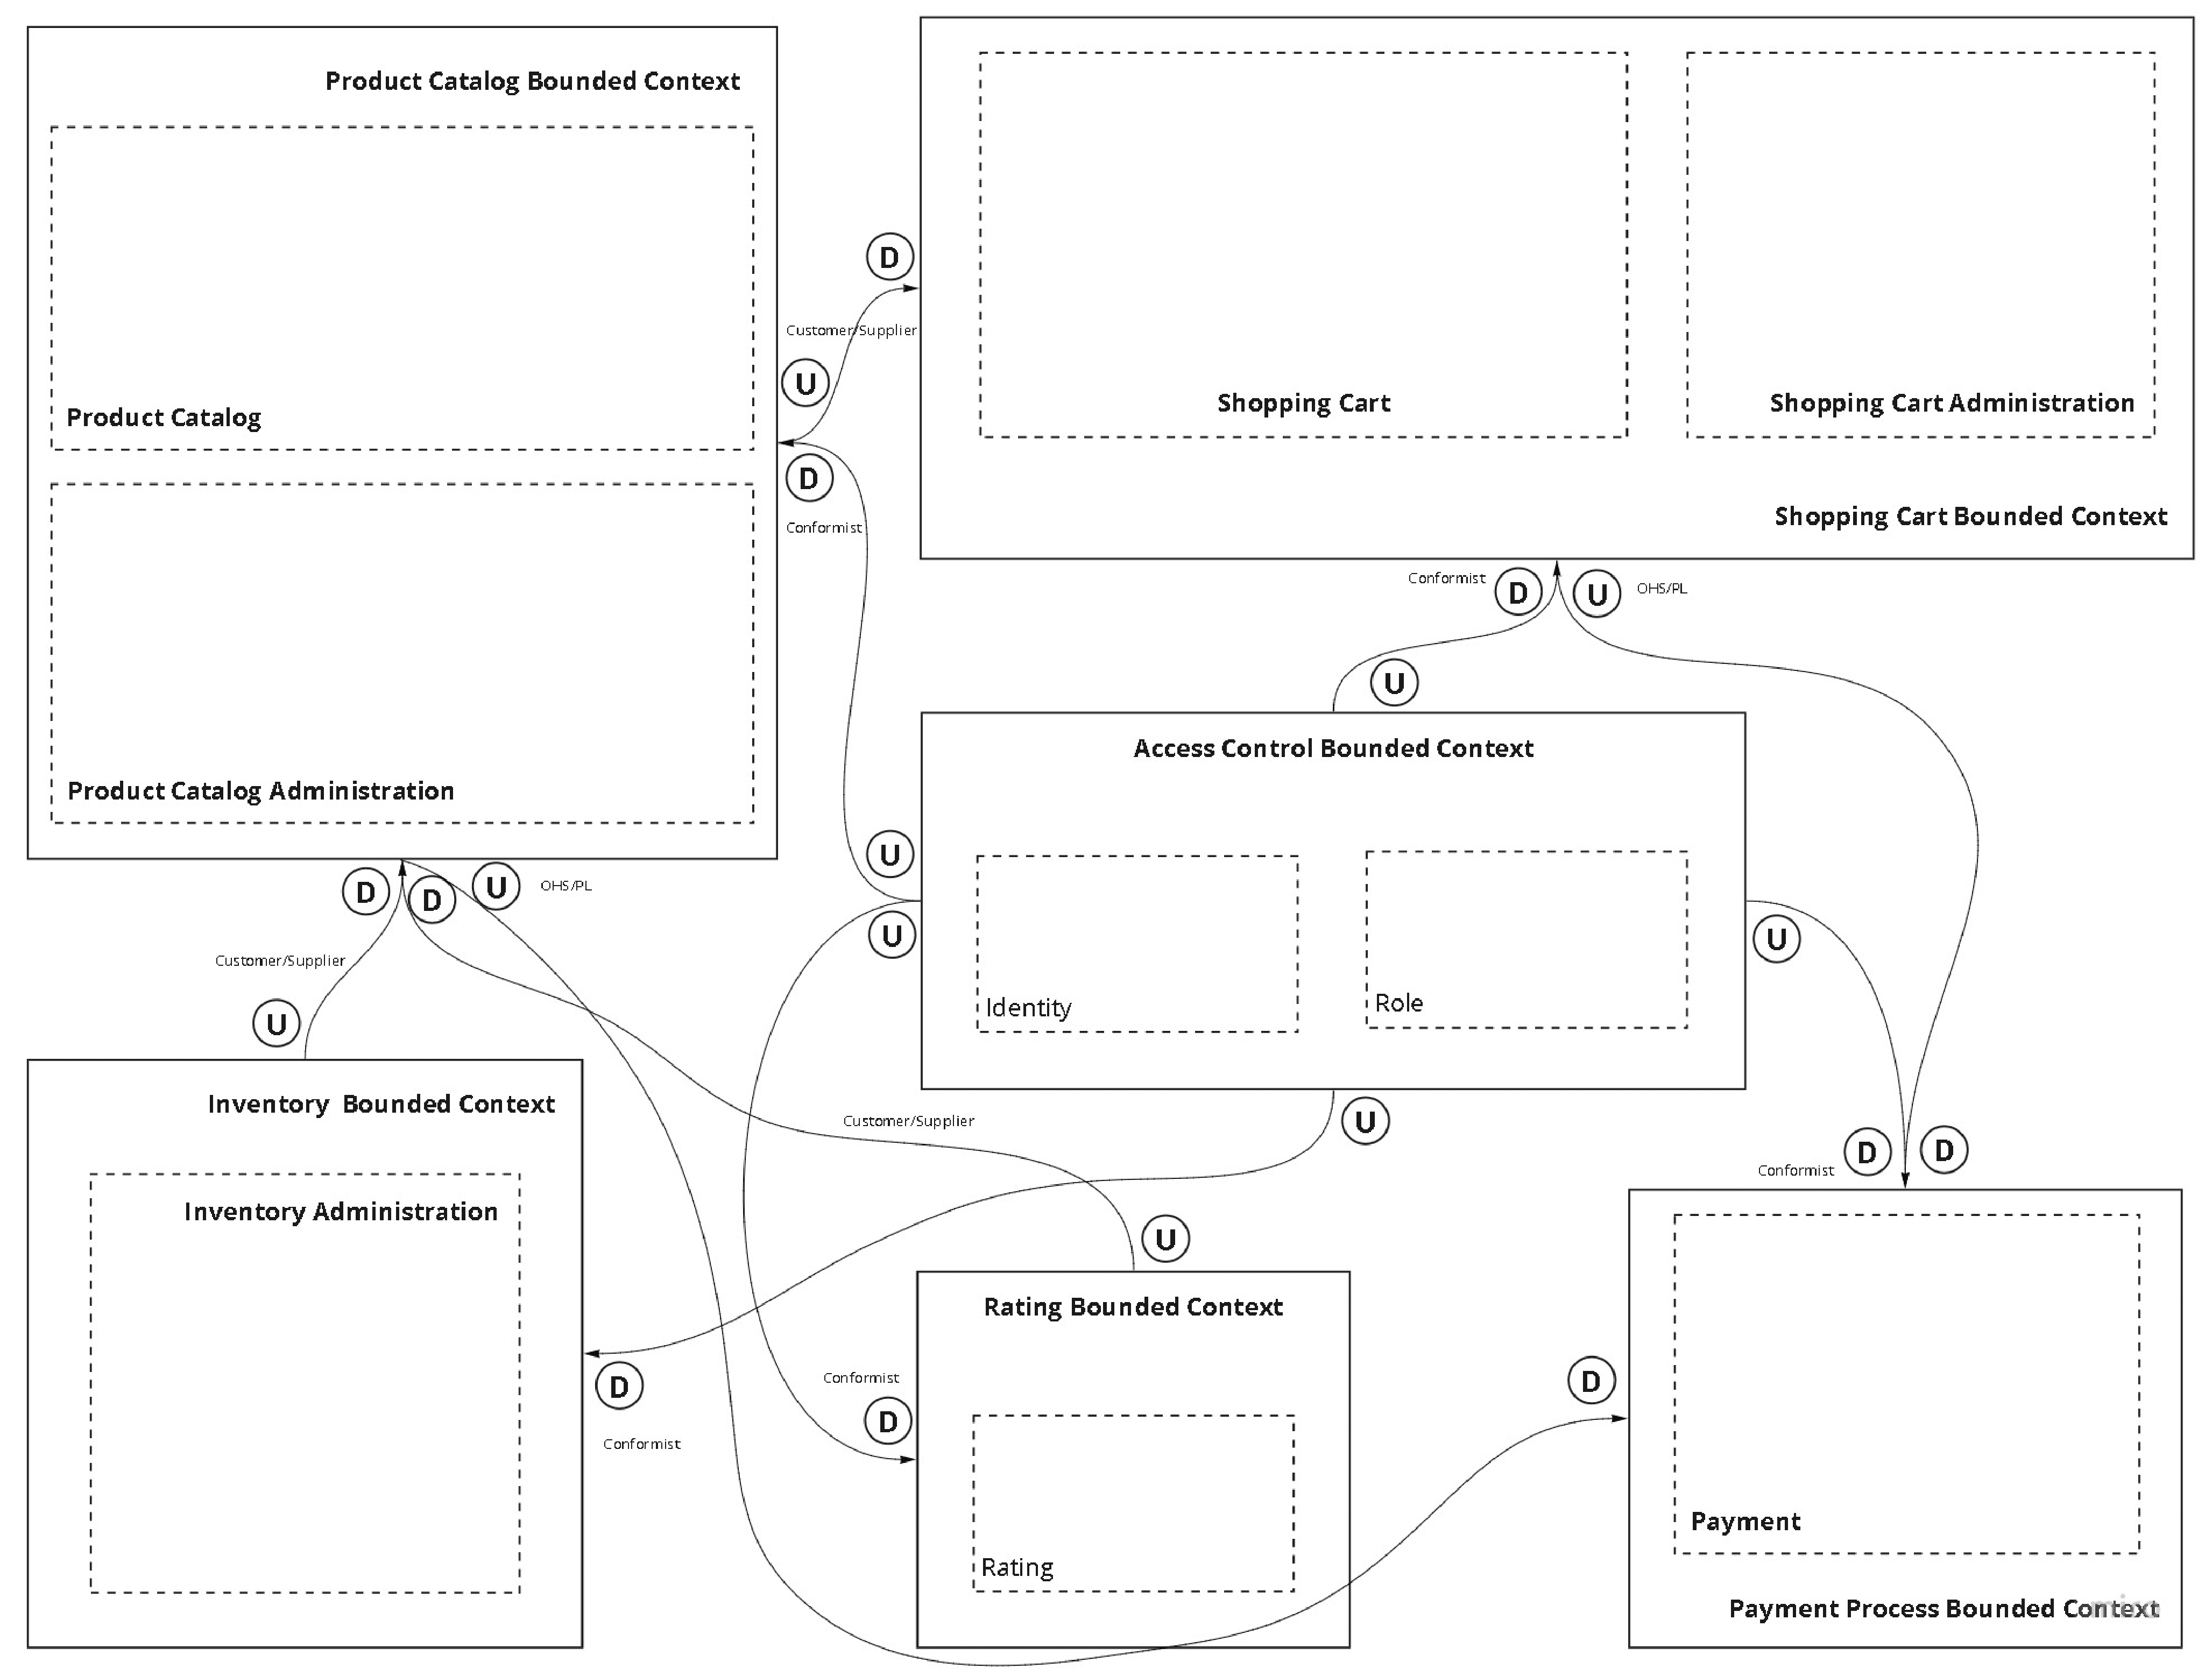 Product Catalog Bounded Context
Product Catalog
Product Catalog Administration
Shopping Cart
Shopping Cart Administration
Shopping Cart Bounded Context
D
Customer/Supplier
U
D
Conformist
Conformist
D
U
OHS/PL
U
Access Control Bounded Context
Identity
Role
U
U
U
U
D
D
U
OHS/PL
Customer/Supplier
U
Inventory  Bounded Context
Inventory Administration
Customer/Supplier
U
D
Conformist
Rating Bounded Context
Rating
Conformist
D
Conformist
D
D
D
Payment
Payment Process Bounded Context
miro